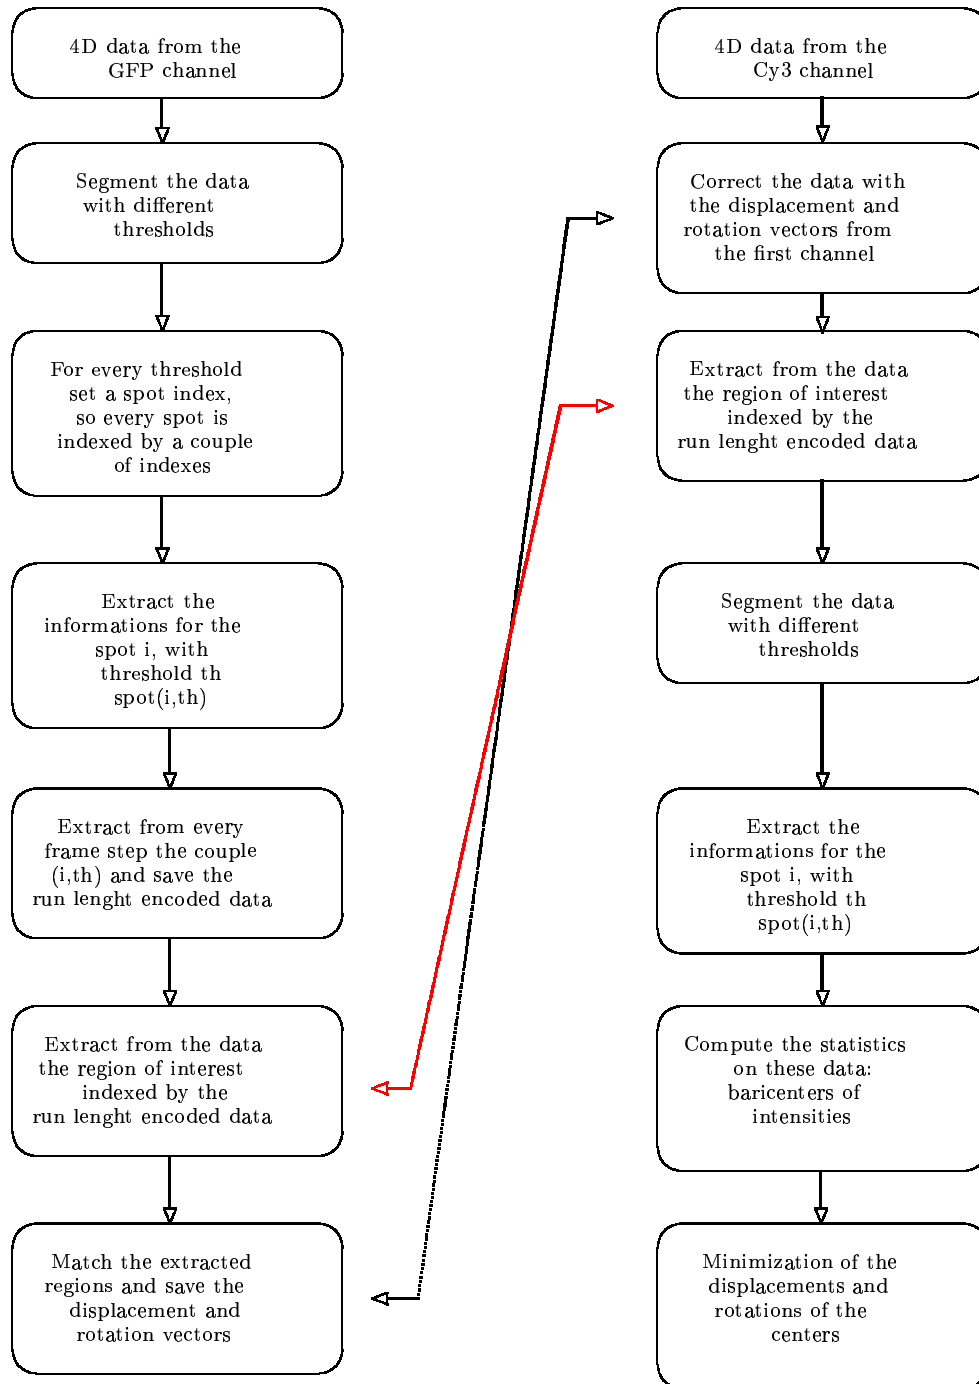 4D data from the
GFP channel
Segment the data
with different
thresholds
For every threshold
set a spot index,
so every spot is
indexed by a couple
of indexes
Extract the
informations for the
spot i, with
threshold th
spot(i,th)
Extract from every
frame step the couple
(i,th) and save the
run lenght encoded data
Extract from the data
the region of interest
indexed by the
run lenght encoded data
Match the extracted
regions and save the
displacement and
rotation vectors
4D data from the
Cy3 channel
Correct the data with
the displacement and
rotation vectors from
the first channel
Extract from the data
the region of interest
indexed by the
run lenght encoded data
Segment the data
with different
thresholds
Extract the
informations for the
spot i, with
threshold th
spot(i,th)
Compute the statistics
on these data:
baricenters of
intensities
Minimization of the
displacements and
rotations of the
centers